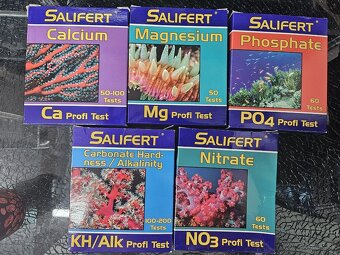 SALIFERT
Calcium
50-100
Tests
Ca Profi Test
SALIFERT
Magnesium
50
Tests
Mg Profi Test
SALIFERT
Phosphate
60
Tests
PO4 Profi Test
SALIFERT
Carbonate Hard-
ness / Alkalinity
100-200
Tests
KH/Alk Profi Test
SALIFERT
Nitrate
60
Tests
NO3 Profi Test